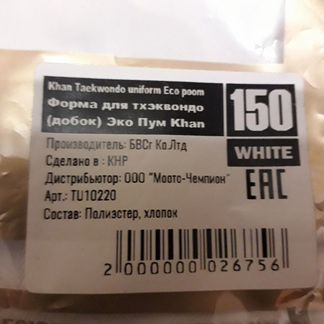 Khan Taekwondo uniform Eco poom
Форма для тхэквондо
(добок) Эко Пум Khan
150
WHITE
Производитель: БВСг Ко.Лтд
Сделано в : КНР
Дистрибьютор: ООО "Мооto-Чемпион"
Арт.: TU10220
Состав: Полиэстер, хлопок
EAC
2 000000 026756